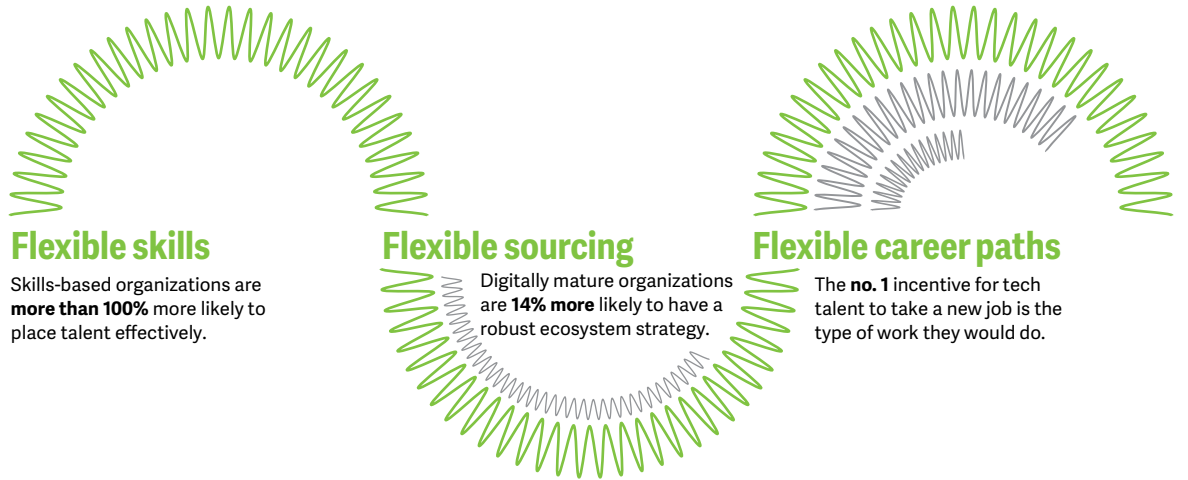 Flexible skills
Skills-based organizations are
more than 100% more likely to
place talent effectively.
Flexible sourcing
Digitally mature organizations
are 14% more likely to have a
robust ecosystem strategy.
Flexible career paths
The no. 1 incentive for tech
talent to take a new job is the
type of work they would do.